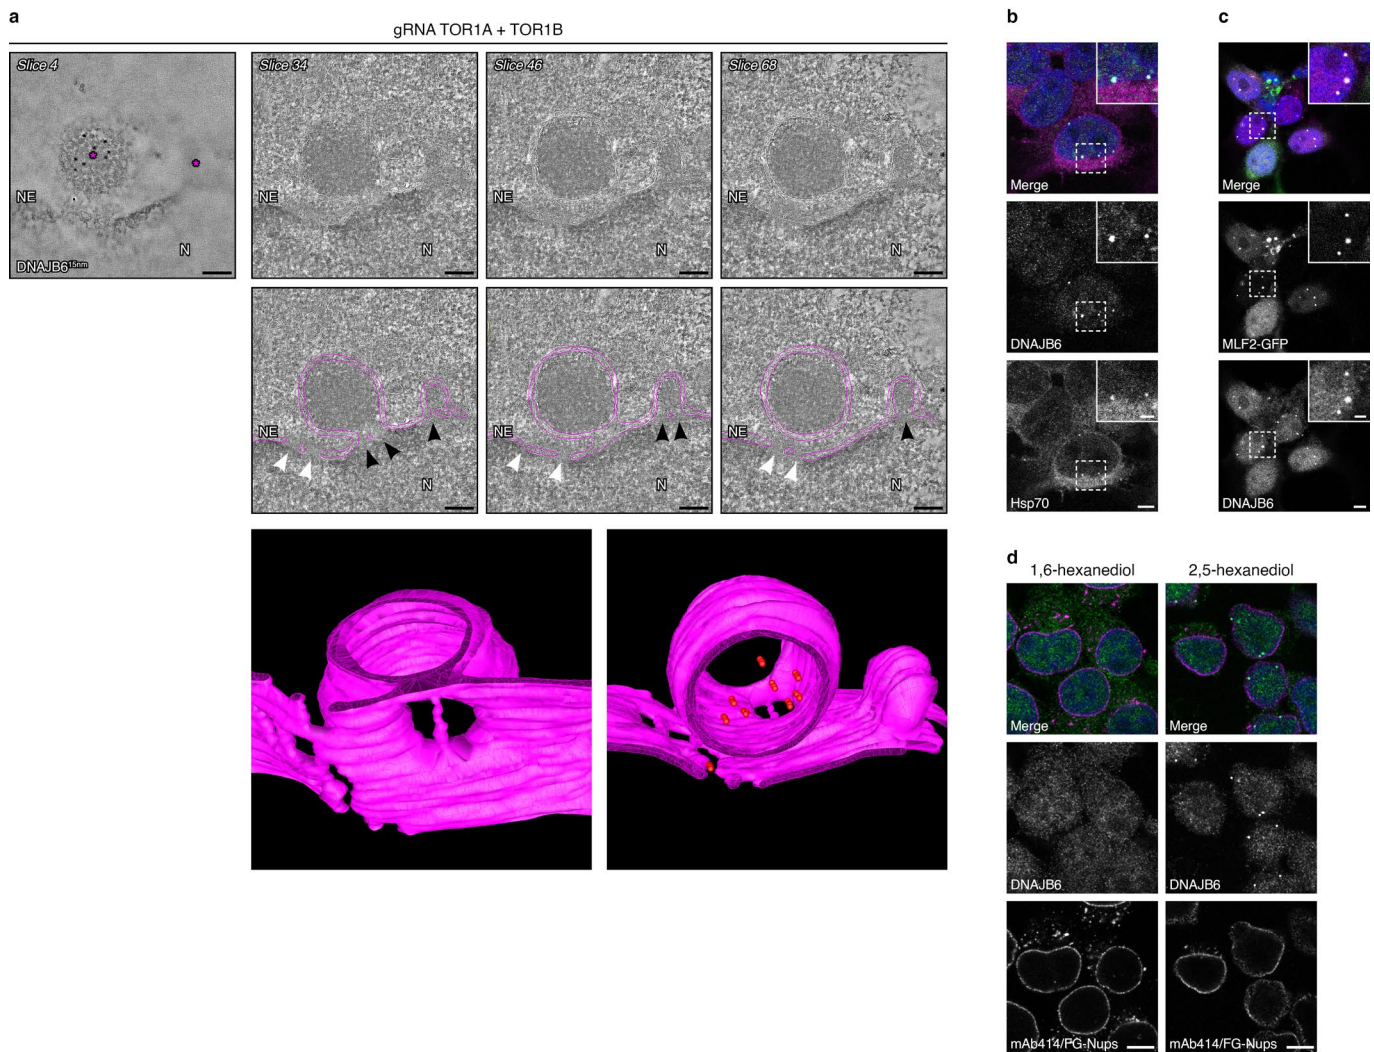 a
gRNA TOR1A + TOR1B
Slice 4
NE
N
DNAJB615nm
Slice 34
NE
N
Slice 46
NE
N
Slice 68
NE
N
NE
N
NE
N
NE
N
b
Merge
DNAJB6
Hsp70
c
Merge
MLF2-GFP
DNAJB6
d
1,6-hexanediol
2,5-hexanediol
Merge
Merge
DNAJB6
DNAJB6
mAb414/FG-Nups
mAb414/FG-Nups